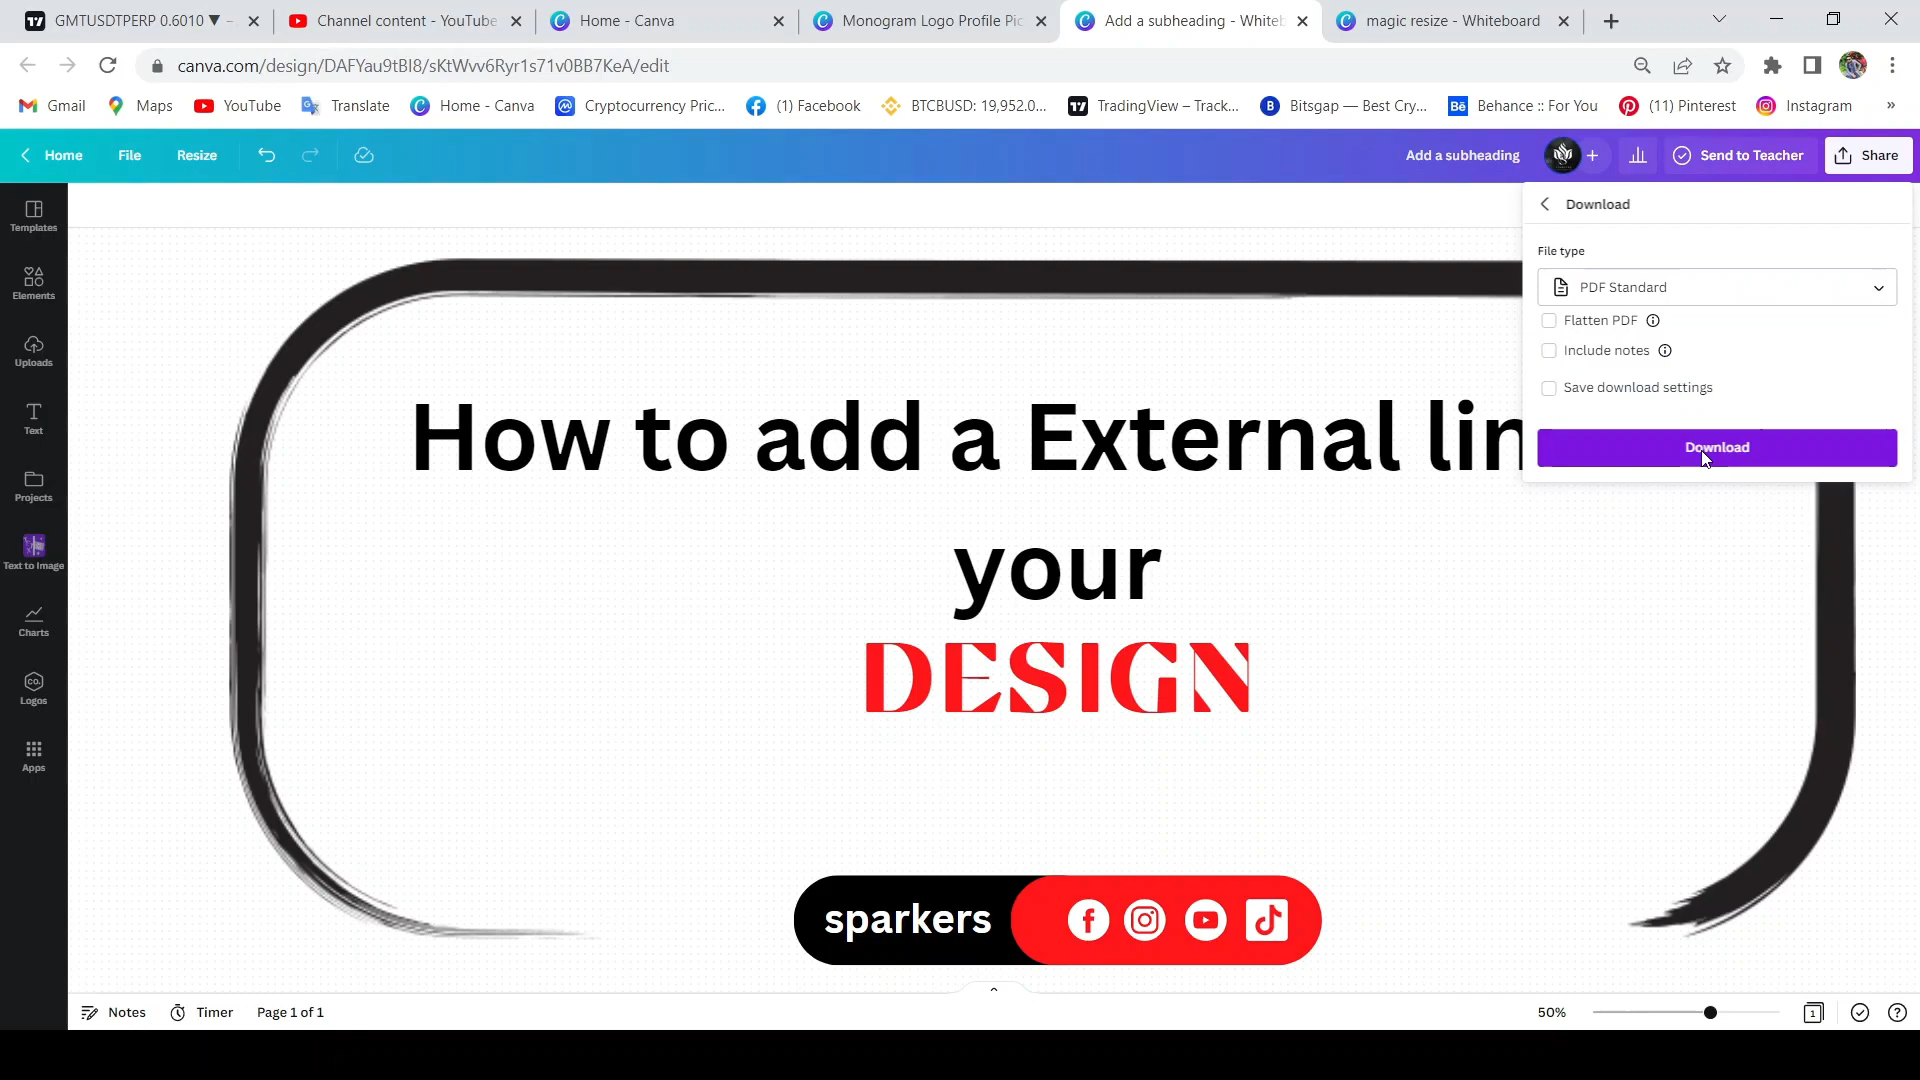 GMTUSDTPERP 0.6010 ▼ –
Channel content - YouTube
Home - Canva
Monogram Logo Profile Pic
Add a subheading - Whiteb
magic resize - Whiteboard
canva.com/design/DAFYau9tBI8/sKtWvv6Ryr1s71v0BB7KeA/edit
Gmail
Maps
YouTube
Translate
Home - Canva
Cryptocurrency Pric...
(1) Facebook
BTCBUSD: 19,952.0...
TradingView – Track...
Bitsgap — Best Cry...
Behance :: For You
(11) Pinterest
Instagram
»
Home
File
Resize
Add a subheading
Send to Teacher
Share
Templates
Elements
Uploads
Text
Projects
Text to Image
Charts
Logos
Apps
Download
File type
PDF Standard
Flatten PDF
Include notes
Save download settings
Download
How to add a External lin
your
DESIGN
sparkers
Notes
Timer
Page 1 of 1
50%
1